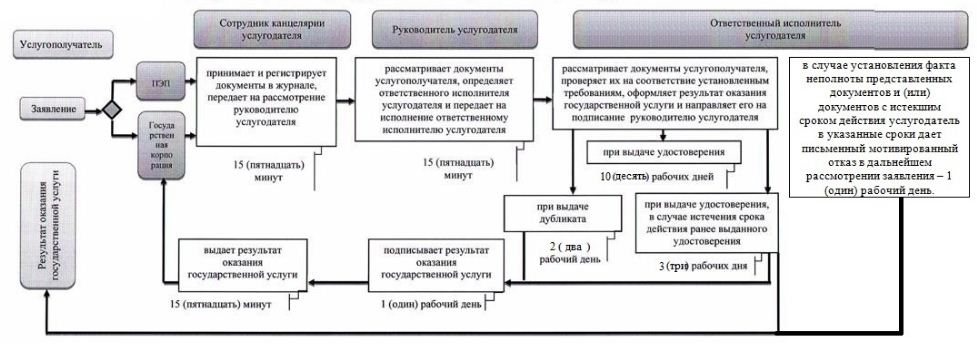 Услугополучатель
Сотрудник канцелярии
услугодателя
Руководитель услугодателя
Ответственный исполнитель
услугодателя
Заявление
ПЭП
Госуда
рствен
ная
корпо
рация
принимает и регистрирует
документы в журнале,
передает на рассмотрение
руководителю
услугодателя
15 (пятнадцать)
минут
рассматривает документы
услугополучателя, определяет
ответственного исполнителя
услугодателя и передает на
исполнение ответственному
исполнителю услугодателя
15 (пятнадцать)
минут
рассматривает документы услугополучателя,
проверяет их на соответствие установленным
требованиям, оформляет результат оказания
государственной услуги и направляет его на
подписание руководителю услугодателя
при выдаче удостоверения
10 (десять) рабочих дней
при выдаче
дубликата
2 ( два )
рабочий день
при выдаче удостоверения,
в случае истечения срока
действия ранее выданного
удостоверения
3 (три) рабочих дня
в случае установления факта
неполноты представленных
документов и (или)
документов с истекшим
сроком действия услугодатель
в указанные сроки дает
письменный мотивированный
отказ в дальнейшем
рассмотрении заявления – 1
(один) рабочий день.
подписывает результат
оказания
государственной услуги
1 (один) рабочий день
выдает результат
оказания
государственной услуги
15 (пятнадцать) минут
Результат оказания
государственной услуги